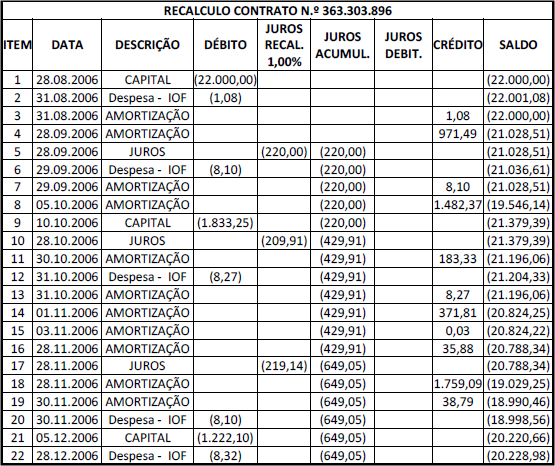 RECALCULO CONTRATO N.º 363.303.896
ITEM DATA DESCRIÇÃO DÉBITO JUROS RECAL. 1,00% JUROS ACUMUL. JUROS DEBIT. CRÉDITO SALDO
1 28.08.2006 CAPITAL (22.000,00) (22.000,00)
2 31.08.2006 Despesa - IOF (1,08) (22.001,08)
3 31.08.2006 AMORTIZAÇÃO 1,08 (22.000,00)
4 28.09.2006 AMORTIZAÇÃO 971,49 (21.028,51)
5 28.09.2006 JUROS (220,00) (220,00) (21.028,51)
6 29.09.2006 Despesa - IOF (8,10) (220,00) (21.036,61)
7 29.09.2006 AMORTIZAÇÃO (220,00) 8,10 (21.028,51)
8 05.10.2006 AMORTIZAÇÃO (220,00) 1.482,37 (19.546,14)
9 10.10.2006 CAPITAL (1.833,25) (220,00) (21.379,39)
10 28.10.2006 JUROS (209,91) (429,91) (21.379,39)
11 30.10.2006 AMORTIZAÇÃO (429,91) 183,33 (21.196,06)
12 31.10.2006 Despesa - IOF (8,27) (429,91) (21.204,33)
13 31.10.2006 AMORTIZAÇÃO (429,91) 8,27 (21.196,06)
14 01.11.2006 AMORTIZAÇÃO (429,91) 371,81 (20.824,25)
15 03.11.2006 AMORTIZAÇÃO (429,91) 0,03 (20.824,22)
16 28.11.2006 AMORTIZAÇÃO (429,91) 35,88 (20.788,34)
17 28.11.2006 JUROS (219,14) (649,05) (20.788,34)
18 28.11.2006 AMORTIZAÇÃO (649,05) 1.759,09 (19.029,25)
19 30.11.2006 AMORTIZAÇÃO (649,05) 38,79 (18.990,46)
20 30.11.2006 Despesa - IOF (8,10) (649,05) (18.998,56)
21 05.12.2006 CAPITAL (1.222,10) (649,05) (20.220,66)
22 28.12.2006 Despesa - IOF (8,32) (649,05) (20.228,98)